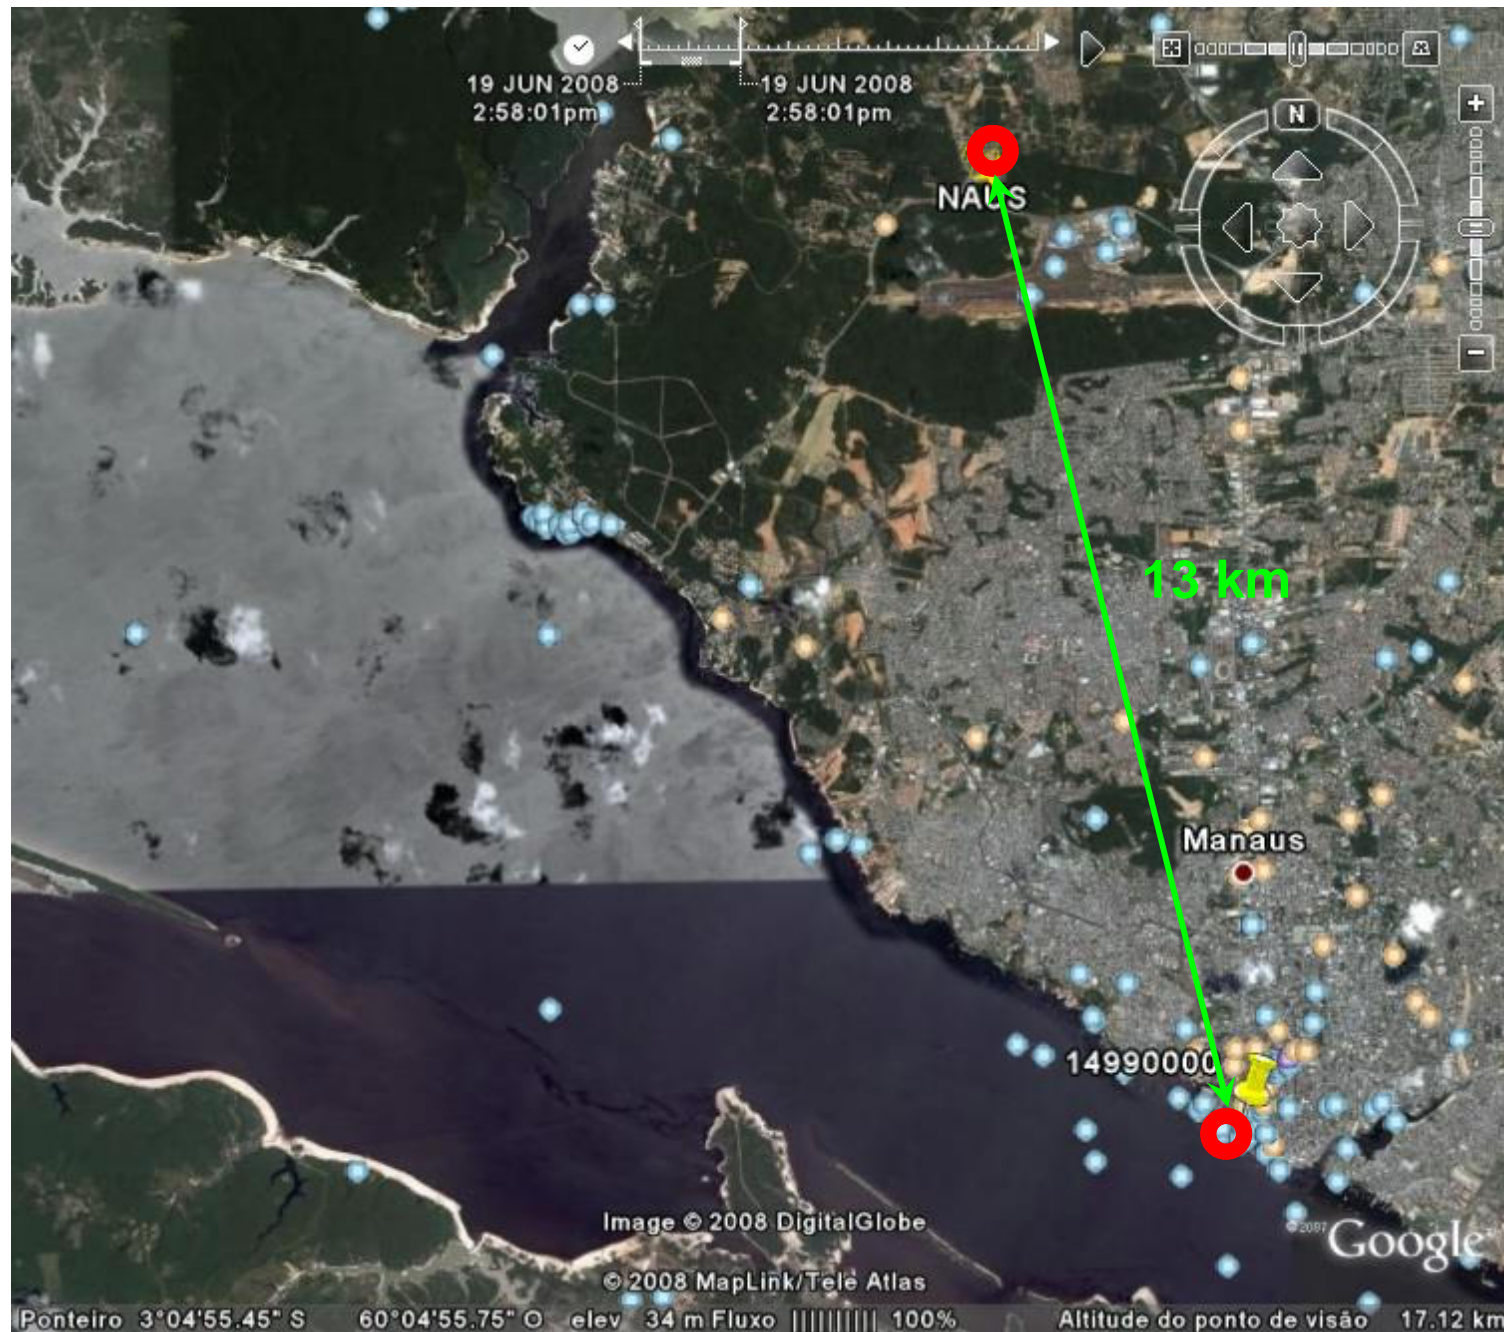 19 JUN 2008
2:58:01pm
19 JUN 2008
2:58:01pm
N
NAUS
13 km
Manaus
14990000
Image © 2008 DigitalGlobe
© 2007 Google
© 2008 MapLink/Tele Atlas
Ponteiro 3°04'55.45" S 60°04'55.75" O elev 34 m Fluxo |||||||||| 100% Altitude do ponto de visão 17.12 km